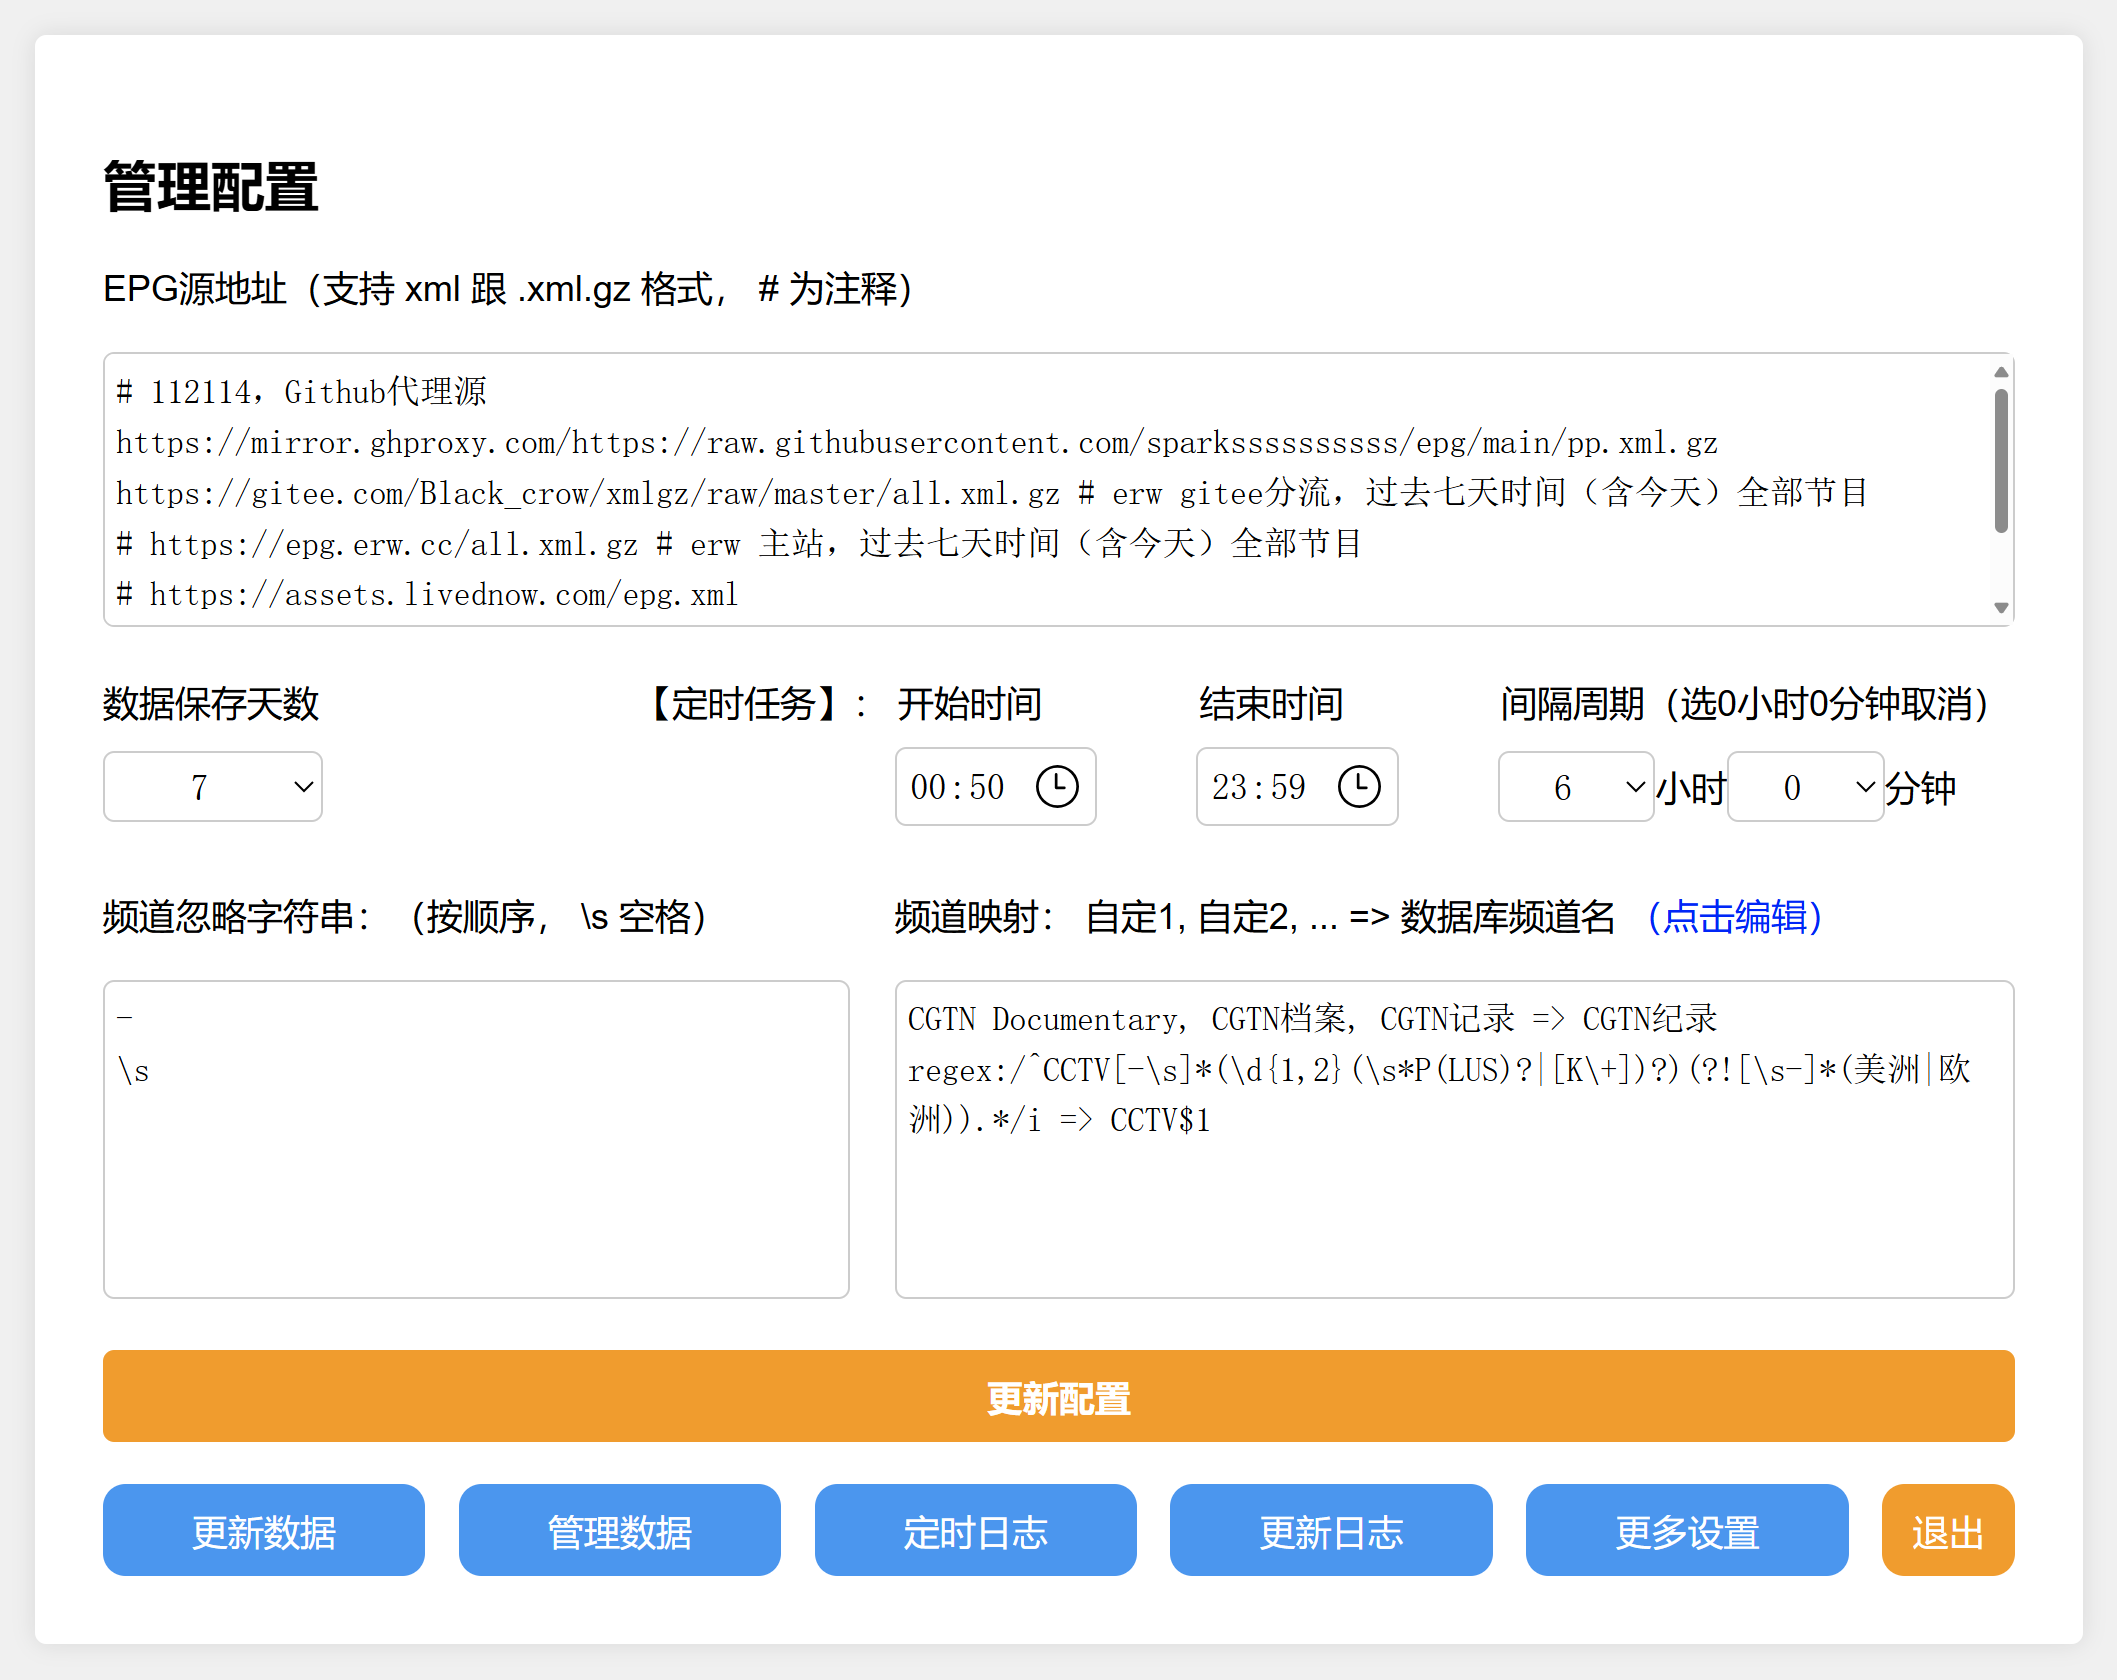 管理配置
EPG源地址（支持 xml 跟 .xml.gz 格式， # 为注释）
# 112114，Github代理源
https://mirror.ghproxy.com/https://raw.githubusercontent.com/sparkssssssssss/epg/main/pp.xml.gz
https://gitee.com/Black_crow/xmlgz/raw/master/all.xml.gz # erw gitee分流，过去七天时间（含今天）全部节目
# https://epg.erw.cc/all.xml.gz # erw 主站，过去七天时间（含今天）全部节目
# https://assets.livednow.com/epg.xml
数据保存天数 【定时任务】： 开始时间 结束时间 间隔周期（选0小时0分钟取消）
7 00:50 23:59 6 小时 0 分钟
频道忽略字符串：（按顺序， \s 空格） 频道映射： 自定1, 自定2, ... => 数据库频道名 （点击编辑）
-
\s
CGTN Documentary, CGTN档案, CGTN记录 => CGTN纪录
regex:/^CCTV[-\s]*(\d{1,2}(\s*P(LUS)?|[K\+])?)(?![\s-]*(美洲|欧
洲)).*/i => CCTV$1
更新配置
更新数据 管理数据 定时日志 更新日志 更多设置 退出